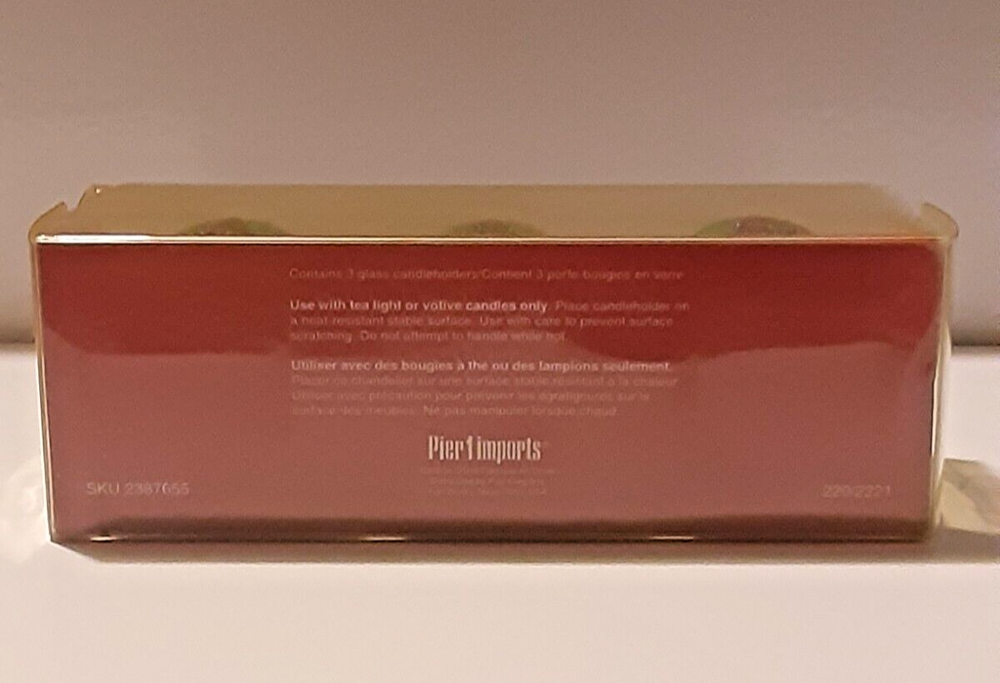 Contains 3 glass candleholders/Contient 3 porte-bougies en verre
Use with tea light or votive candles only. Place candleholder on
a heat-resistant stable surface. Use with care to prevent surface
scratching. Do not attempt to handle while hot.
Utiliser avec des bougies à thé ou des lampions seulement.
Placer ce chandelier sur une surface stable résistant à la chaleur.
Utiliser avec précaution pour prévenir les égratignures sur la
surface des meubles. Ne pas manipuler lorsque chaud.
Pier 1 imports
SKU 2387655
220/2221